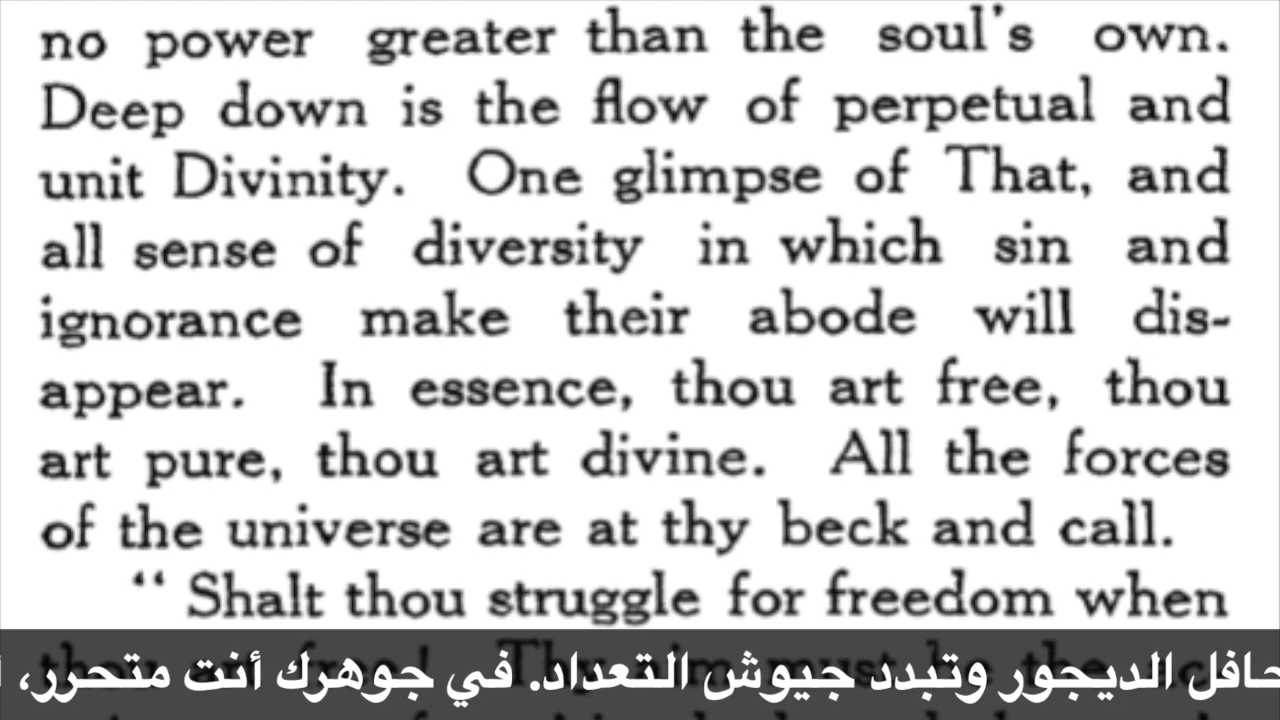 no power greater than the soul's own.
Deep down is the flow of perpetual and
unit Divinity. One glimpse of That, and
all sense of diversity in which sin and
ignorance make their abode will dis-
appear. In essence, thou art free, thou
art pure, thou art divine. All the forces
of the universe are at thy beck and call.
“ Shalt thou struggle for freedom when
الديجور وتبدد جيوش التعداد. في جوهرك أنت متحرر،